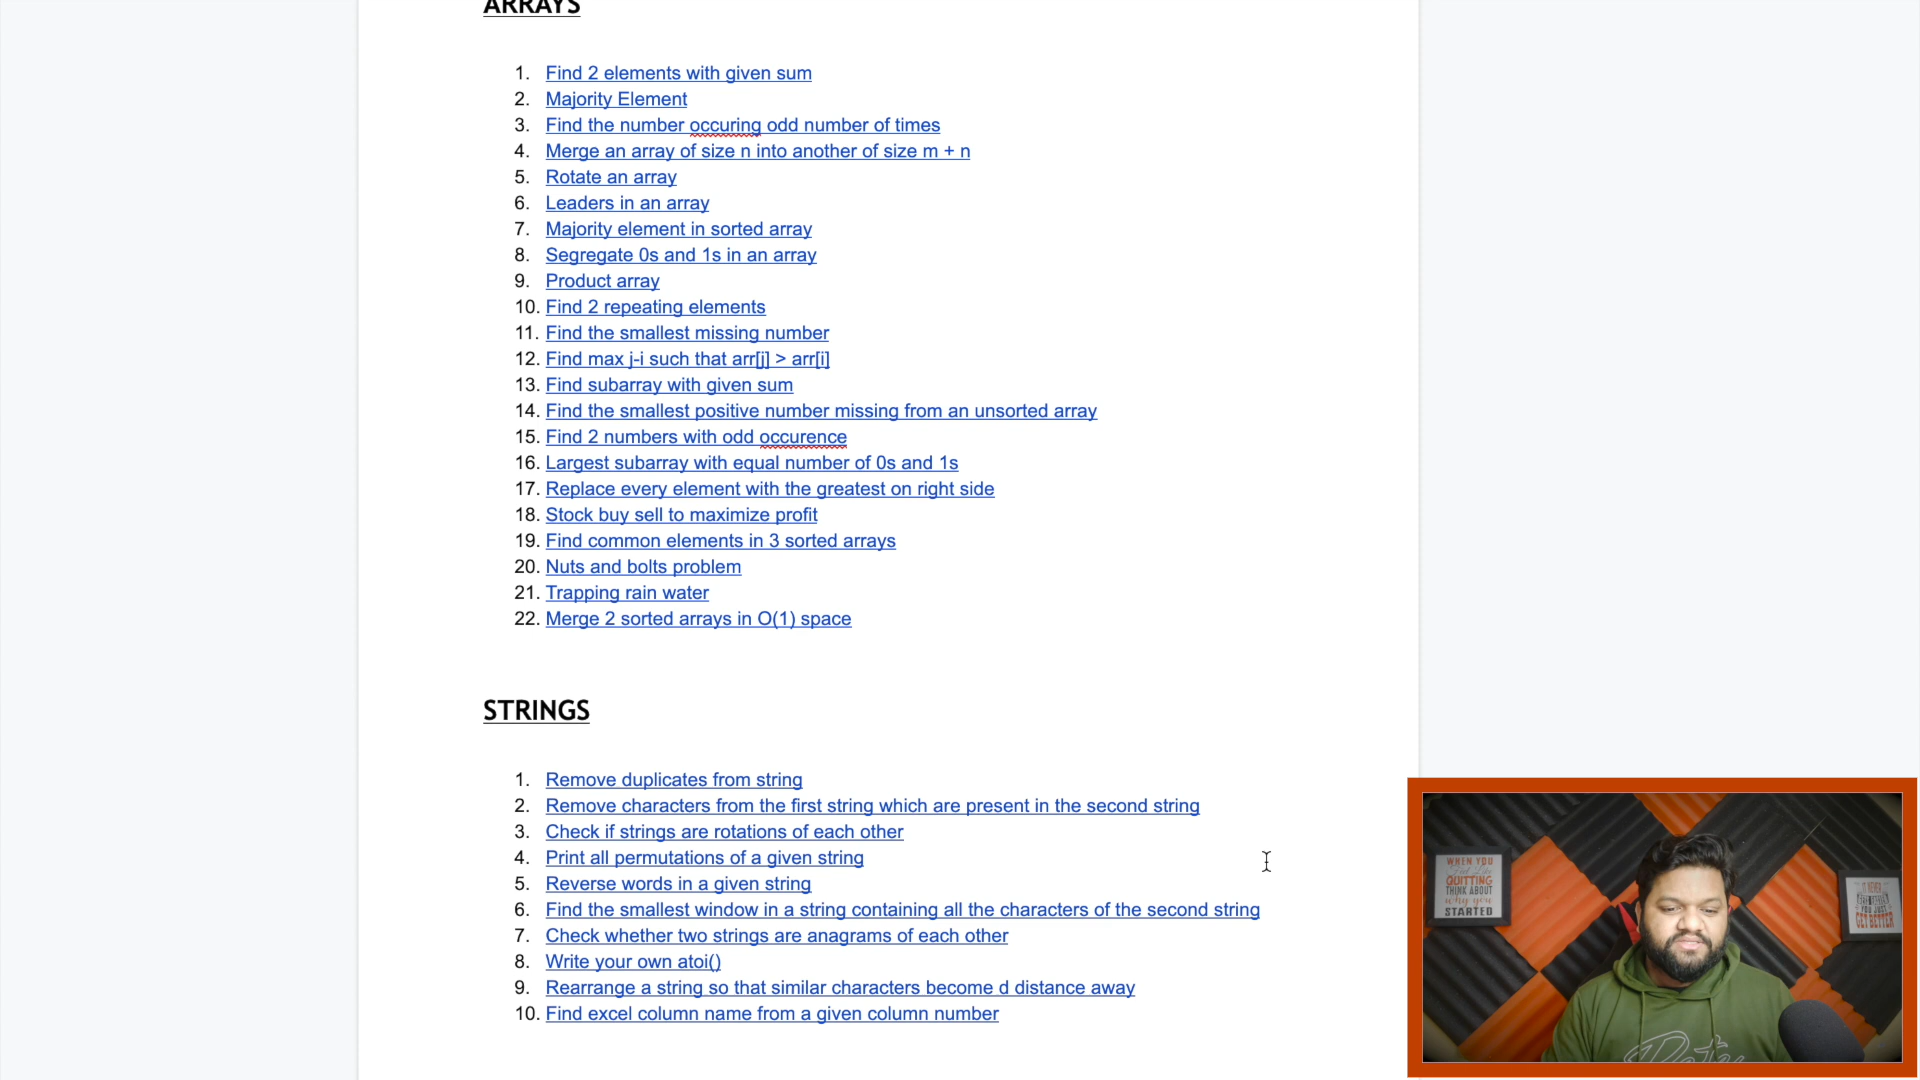 ARRAYS
1. Find 2 elements with given sum
2. Majority Element
3. Find the number occuring odd number of times
4. Merge an array of size n into another of size m + n
5. Rotate an array
6. Leaders in an array
7. Majority element in sorted array
8. Segregate 0s and 1s in an array
9. Product array
10. Find 2 repeating elements
11. Find the smallest missing number
12. Find max j-i such that arr[j] > arr[i]
13. Find subarray with given sum
14. Find the smallest positive number missing from an unsorted array
15. Find 2 numbers with odd occurence
16. Largest subarray with equal number of 0s and 1s
17. Replace every element with the greatest on right side
18. Stock buy sell to maximize profit
19. Find common elements in 3 sorted arrays
20. Nuts and bolts problem
21. Trapping rain water
22. Merge 2 sorted arrays in O(1) space
STRINGS
1. Remove duplicates from string
2. Remove characters from the first string which are present in the second string
3. Check if strings are rotations of each other
4. Print all permutations of a given string
5. Reverse words in a given string
6. Find the smallest window in a string containing all the characters of the second string
7. Check whether two strings are anagrams of each other
8. Write your own atoi()
9. Rearrange a string so that similar characters become d distance away
10. Find excel column name from a given column number
WHEN YOU
Feel Like
QUITTING
THINK ABOUT
why you
STARTED
IT NEVER
YOU JUST
GET BETTER